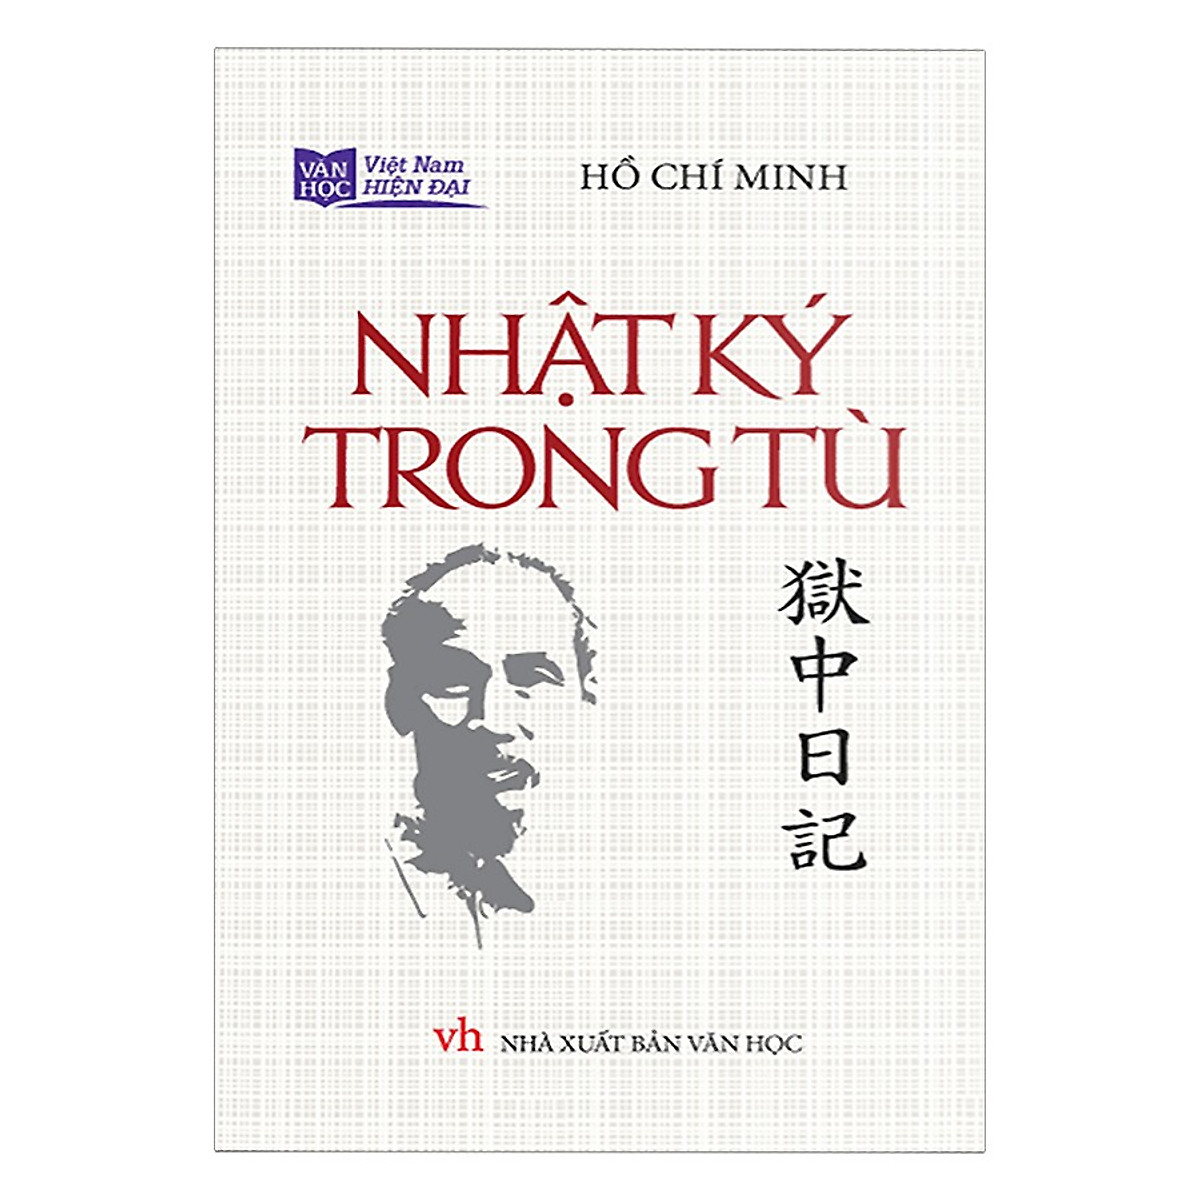 VĂN HỌC
Việt Nam
HIỆN ĐẠI
HỒ CHÍ MINH
NHẬT KÝ
TRONG TÙ
獄中日記
vh NHÀ XUẤT BẢN VĂN HỌC